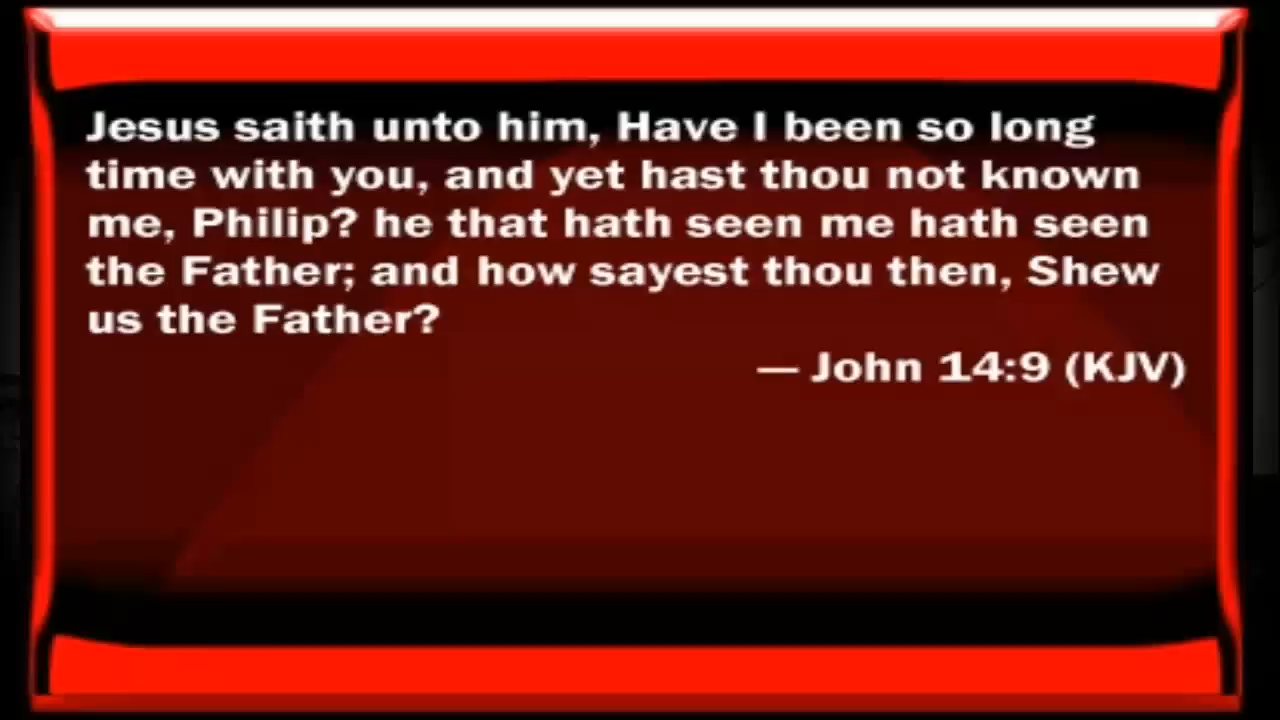 Jesus saith unto him, Have I been so long
time with you, and yet hast thou not known
me, Philip? he that hath seen me hath seen
the Father; and how sayest thou then, Shew
us the Father?
— John 14:9 (KJV)